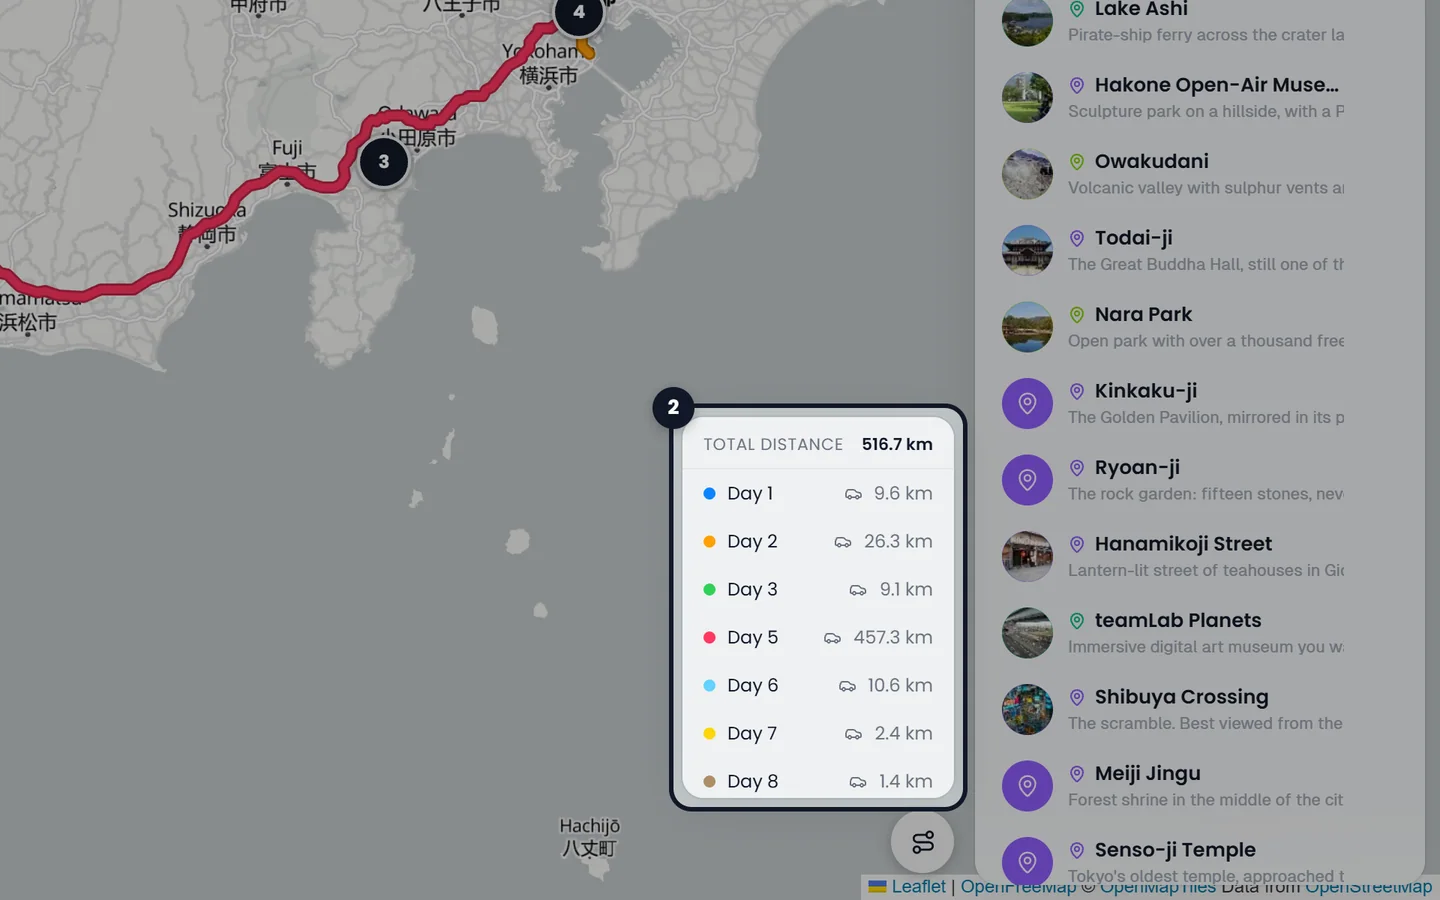 甲府市
八王子市
4
Yokoham
横浜市
Odawara
小田原市
3
Fuji
富士市
Shizuoka
静岡市
浜松市
Hachijō
八丈町
2
TOTAL DISTANCE 516.7 km
Day 1 9.6 km
Day 2 26.3 km
Day 3 9.1 km
Day 5 457.3 km
Day 6 10.6 km
Day 7 2.4 km
Day 8 1.4 km
Lake Ashi
Pirate-ship ferry across the crater la
Hakone Open-Air Muse...
Sculpture park on a hillside, with a P
Owakudani
Volcanic valley with sulphur vents a
Todai-ji
The Great Buddha Hall, still one of th
Nara Park
Open park with over a thousand free
Kinkaku-ji
The Golden Pavilion, mirrored in its p
Ryoan-ji
The rock garden: fifteen stones, nev
Hanamikoji Street
Lantern-lit street of teahouses in Gio
teamLab Planets
Immersive digital art museum you w
Shibuya Crossing
The scramble. Best viewed from the
Meiji Jingu
Forest shrine in the middle of the cit
Senso-ji Temple
Tokyo's oldest temple, approached t
Leaflet | OpenFreeMap © OpenMapTiles Data from OpenStreetMap